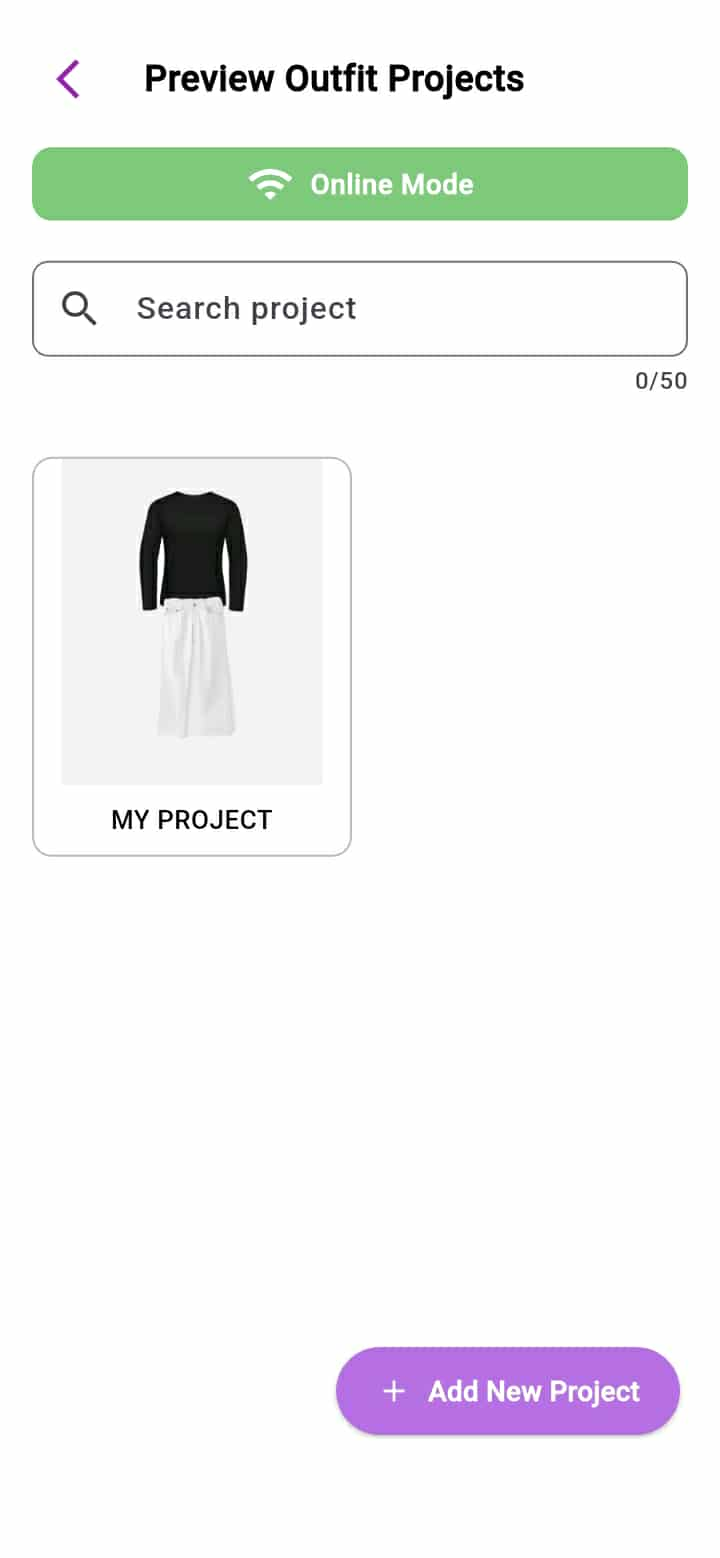 Preview Outfit Projects
Online Mode
Search project
0/50
MY PROJECT
+ Add New Project